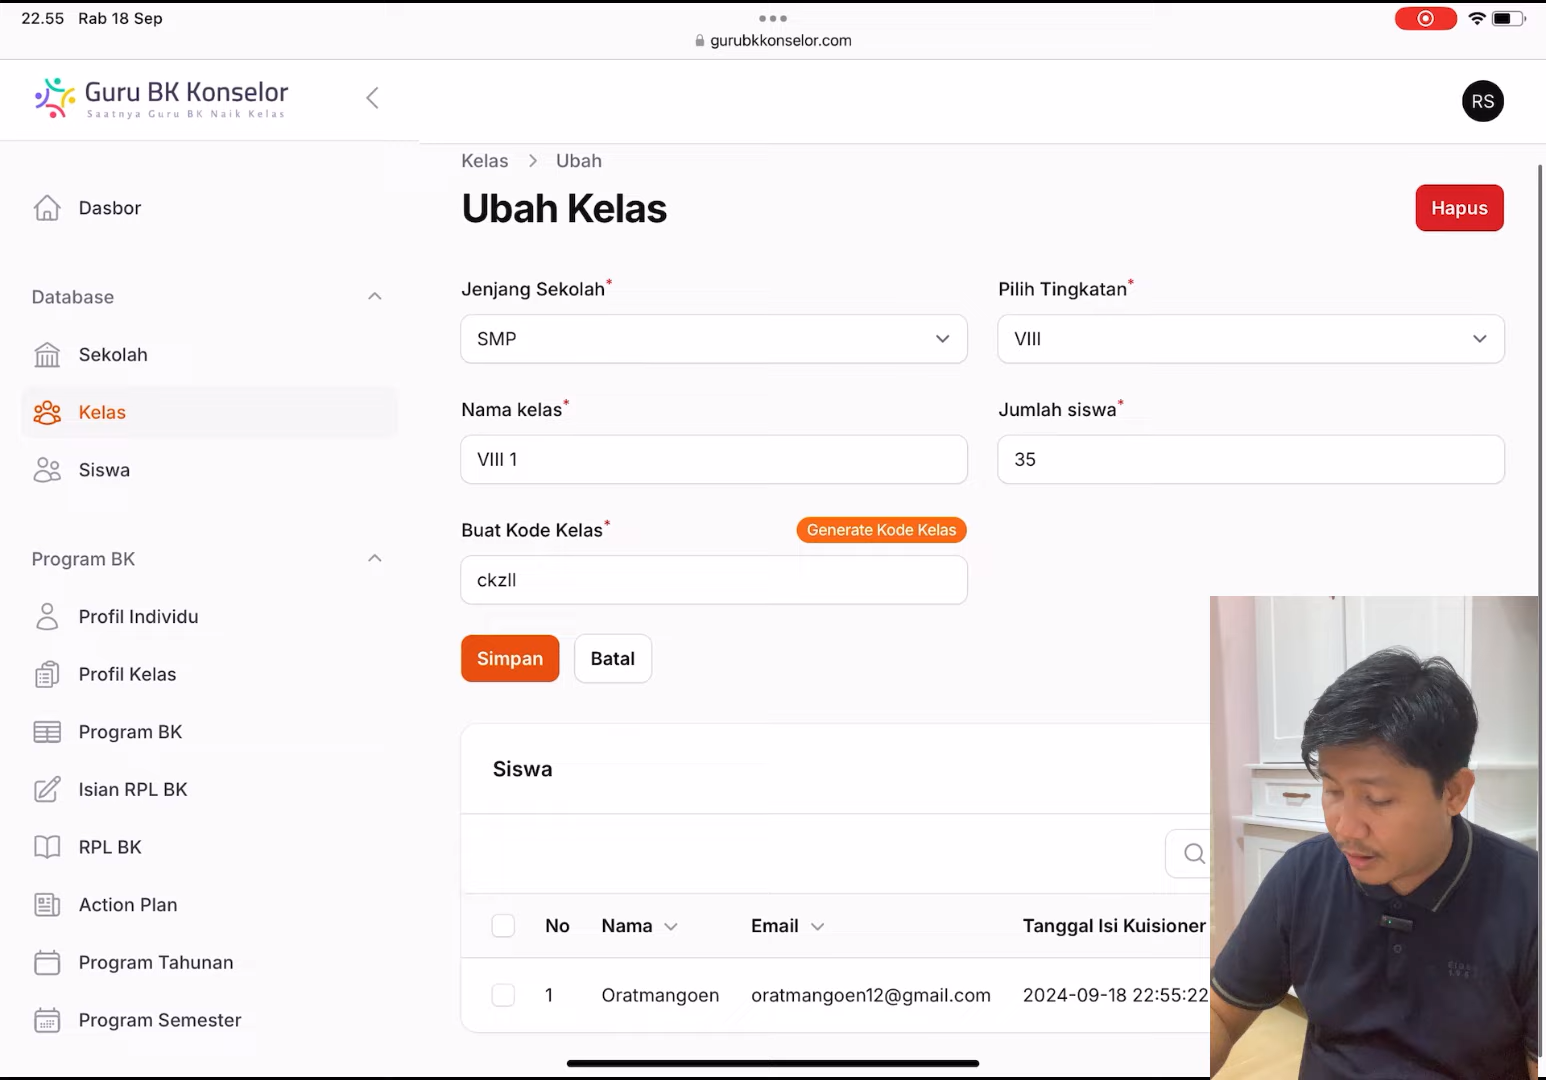 22.55 Rab 18 Sep
gurubkkonselor.com
Guru BK Konselor
Saatnya Guru BK Naik Kelas
RS
Dasbor
Database
Sekolah
Kelas
Siswa
Program BK
Profil Individu
Profil Kelas
Program BK
Isian RPL BK
RPL BK
Action Plan
Program Tahunan
Program Semester
Kelas > Ubah
Ubah Kelas
Hapus
Jenjang Sekolah*
SMP
Pilih Tingkatan*
VIII
Nama kelas*
VIII 1
Jumlah siswa*
35
Buat Kode Kelas*
Generate Kode Kelas
ckzll
Simpan
Batal
Siswa
No Nama Email Tanggal Isi Kuisioner
1 Oratmangoen oratmangoen12@gmail.com 2024-09-18 22:55:22